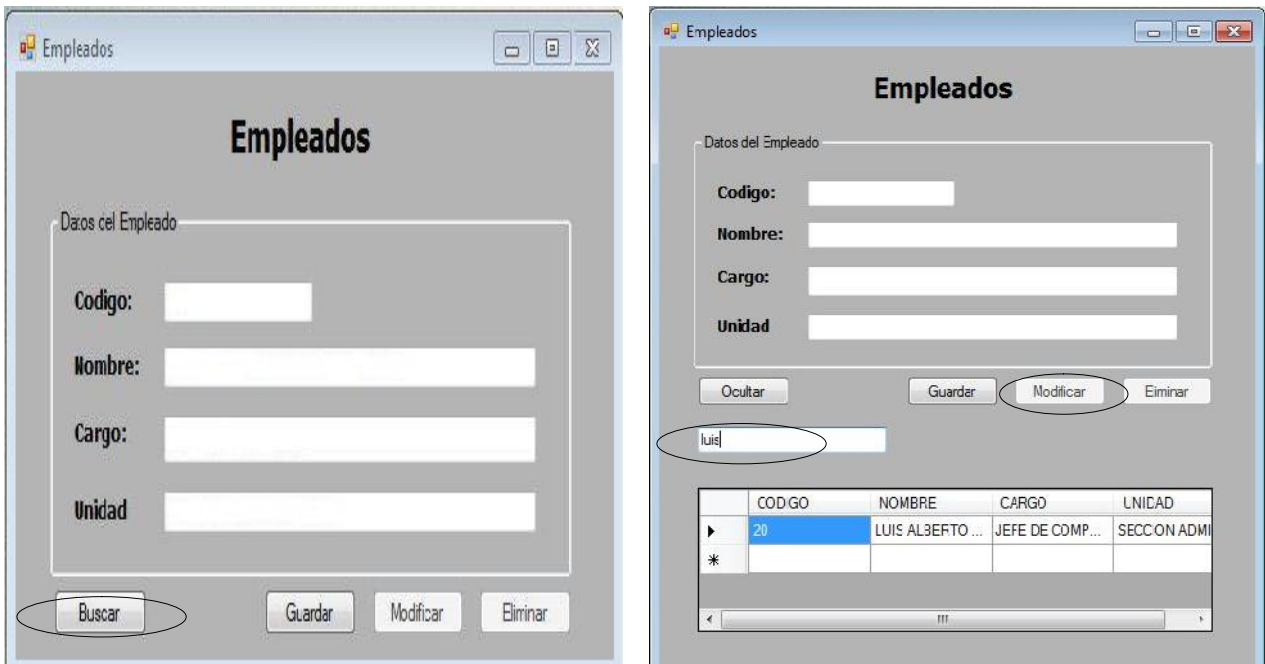 Empleados
Empleados
Datos del Empleado
Codigo:
Nombre:
Cargo:
Unidad
Buscar Guardar Modificar Eliminar
Empleados
Empleados
Datos del Empleado
Codigo:
Nombre:
Cargo:
Unidad
Ocultar Guardar Modificar Eiminar
luis
CODIGO NOMBRE CARGO UNIDAD
20 LUIS ALBERTO ... JEFE DE COMP... SECCION ADMI